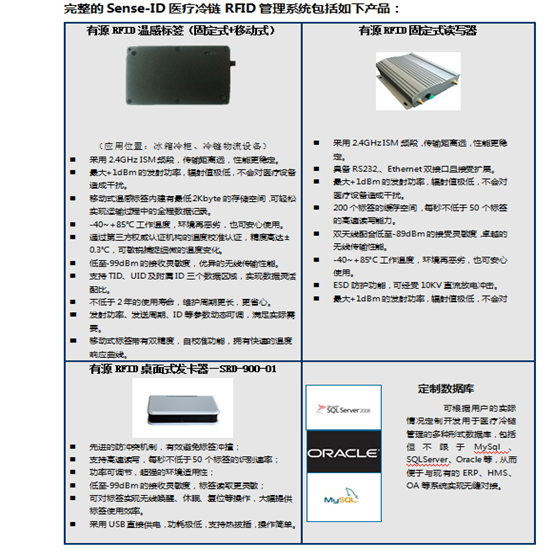 完整的 Sense-ID 医疗冷链 RFID 管理系统包括如下产品：
有源 RFID 温感标签（固定式+移动式）
（应用位置：冰箱冷柜、冷链物流设备）
采用 2.4GHz ISM 频段，传输距离远，性能更稳定。
最大+1dBm 的发射功率，辐射值极低，不会对医疗设备
造成干扰。
移动式温感标签内建有最低 2Kbyte 的存储空间，可轻松
实现运输过程中的全程数据记录。
-40~+85℃工作温度，环境再恶劣，也可安心使用。
通过第三方权威认证机构的温度校准认证，精度高达±
0.3℃，可敏锐捕捉细微的温度变化。
低至-99dBm 的接收灵敏度，优异的无线传输性能。
支持 TID、UID 及附属 ID 三个数据区域，实现数据灵活
配比。
不低于 2 年的使用寿命，维护周期更长，更省心。
发射功率、发送周期、ID 等参数动态可调，满足实际需
要。
移动式标签带有双精度，自校准功能，拥有快速的温度
响应曲线。
有源 RFID 固定式读写器
采用 2.4GHz ISM 频段，传输距离高远，性能更稳
定。
具备 RS232,、Ethernet 双接口且接受扩展。
最大+1dBm 的发射功率，辐射值极低，不会对
医疗设备造成干扰。
200 个标签的缓存空间，每秒不低于 50 个标签
的高速读写能力。
双天线配合低至-89dBm 的接受灵敏度，卓越的
无线传输性能。
-40~+85℃ 工作温度，环境再恶劣，也可安心
使用。
ESD 防护功能，可经受 10KV 直流放电冲击。
最大+1dBm 的发射功率，辐射值极低，不会对
有源 RFID 桌面式发卡器—SRD-900-01
先进的防冲突机制，有效避免标签冲撞；
支持高速读写，每秒不低于 50 个标签的识别速率；
功率可调节，超强的环境适用性；
低至-99dBm 的接收灵敏度，标签读取更灵敏；
可对标签实现无线唤醒、休眠、复位等操作，大幅提供
标签使用效率。
采用 USB 直接供电，功耗极低，支持热拔插，操作简单。
SQL Server 2008
ORACLE
MySQL
定制数据库
可根据用户的实际
情况定制开发用于医疗冷链
管理的多种形式数据库，包括
但不限于 MySql、
SQLServer、Oracle 等，从而
便于与现有的 ERP、HMS、
OA 等系统实现无缝对接。